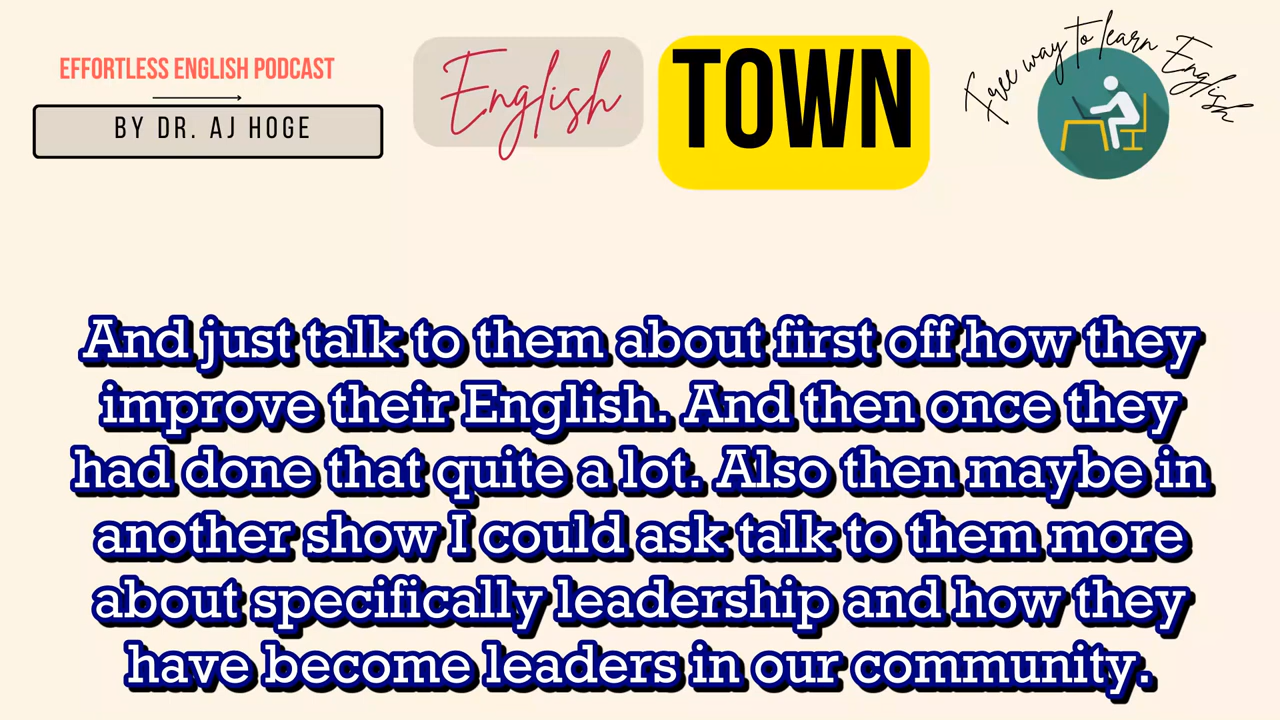 EFFORTLESS ENGLISH PODCAST
BY DR. AJ HOGE
English
TOWN
Free way to learn English
And just talk to them about first off how they
improve their English. And then once they
had done that quite a lot. Also then maybe in
another show I could ask talk to them more
about specifically leadership and how they
have become leaders in our community.